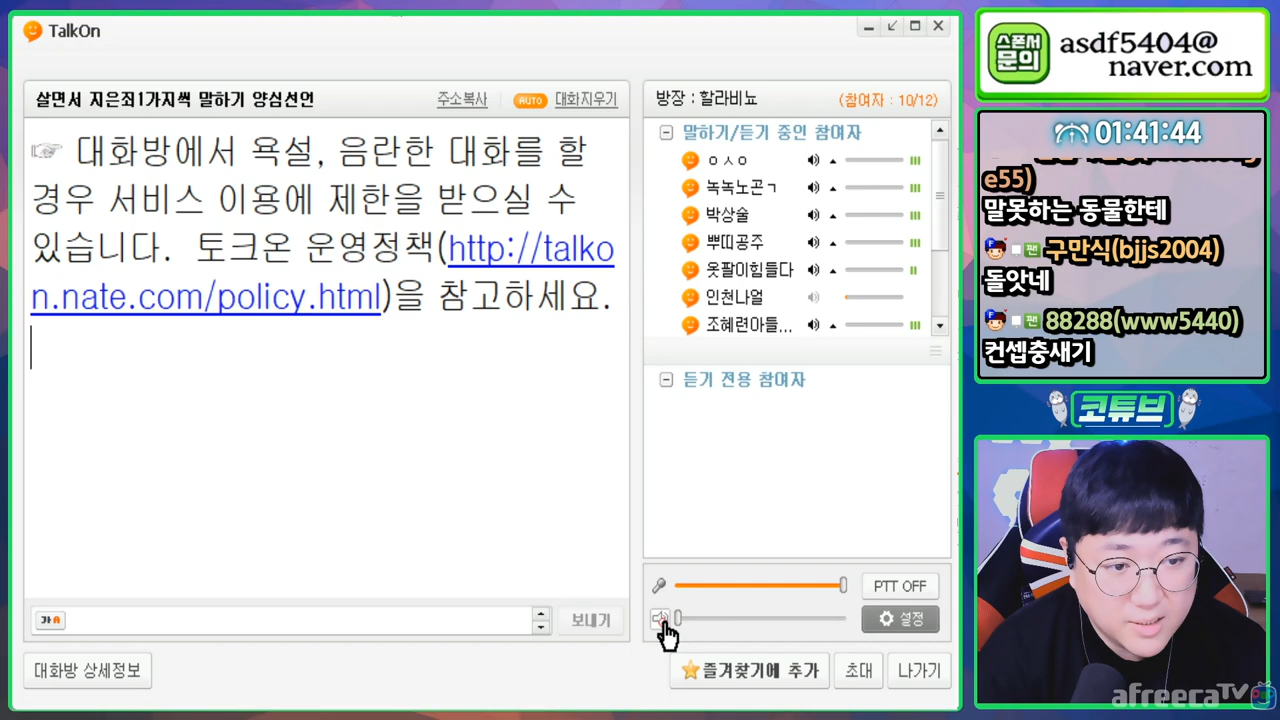 TalkOn
살면서 지은죄1가지씩 말하기 양심선언
주소복사
AUTO 대화지우기
☞ 대화방에서 욕설, 음란한 대화를 할
경우 서비스 이용에 제한을 받으실 수
있습니다. 토크온 운영정책(http://talko
n.nate.com/policy.html)을 참고하세요.
가A
보내기
대화방 상세정보
방장 : 할라비뇨
(참여자 : 10/12)
말하기/듣기 중인 참여자
ㅇㅅㅇ
녹녹노곤ㄱ
박상술
뿌띠공주
옷팔이힘들다
인천나얼
조혜련아들...
듣기 전용 참여자
PTT OFF
설정
즐겨찾기에 추가
초대
나가기
스폰서
문의
asdf5404@
naver.com
01:41:44
e55)
말못하는 동물한테
팬 구만식(bjjs2004)
돌앗네
팬 88288(www5440)
컨셉충새기
코튜브
afreecaTV